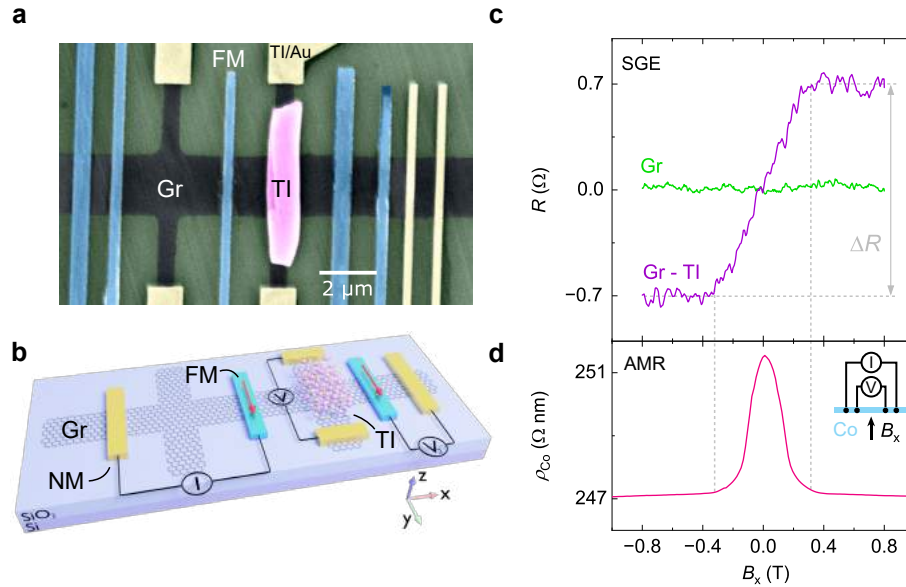 a
FM
TI/Au
Gr
TI
2 μm
b
FM
Gr
V
TI
NM
I
V
SiO₂
Si
z
x
y
c
SGE
0.7
Gr
0.0
R (Ω)
ΔR
Gr - TI
−0.7
d
AMR
251
I
V
ρCo (Ω nm)
Co
Bx
247
−0.8 −0.4 0.0 0.4 0.8
Bx (T)